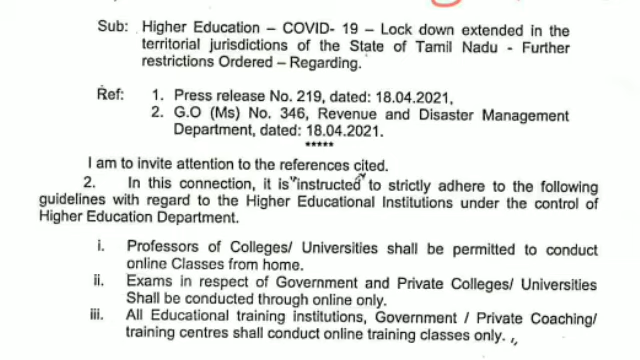 Sub: Higher Education – COVID- 19 – Lock down extended in the
territorial jurisdictions of the State of Tamil Nadu - Further
restrictions Ordered – Regarding.
Ref: 1. Press release No. 219, dated: 18.04.2021,
2. G.O (Ms) No. 346, Revenue and Disaster Management
Department, dated: 18.04.2021.
*****
I am to invite attention to the references cited.
2. In this connection, it is "instructed" to strictly adhere to the following
guidelines with regard to the Higher Educational Institutions under the control of
Higher Education Department.
i. Professors of Colleges/ Universities shall be permitted to conduct
online Classes from home.
ii. Exams in respect of Government and Private Colleges/ Universities
Shall be conducted through online only.
iii. All Educational training institutions, Government / Private Coaching/
training centres shall conduct online training classes only.